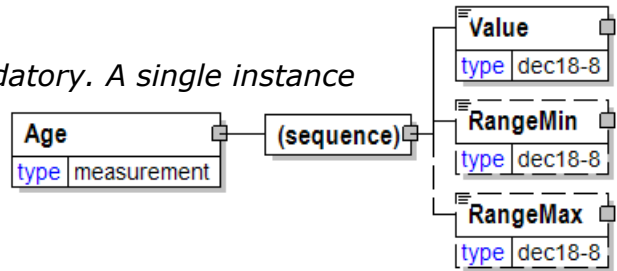 Value
type dec18-8
datory. A single instance
RangeMin
Age
(sequence)
type dec18-8
type measurement
RangeMax
type dec18-8